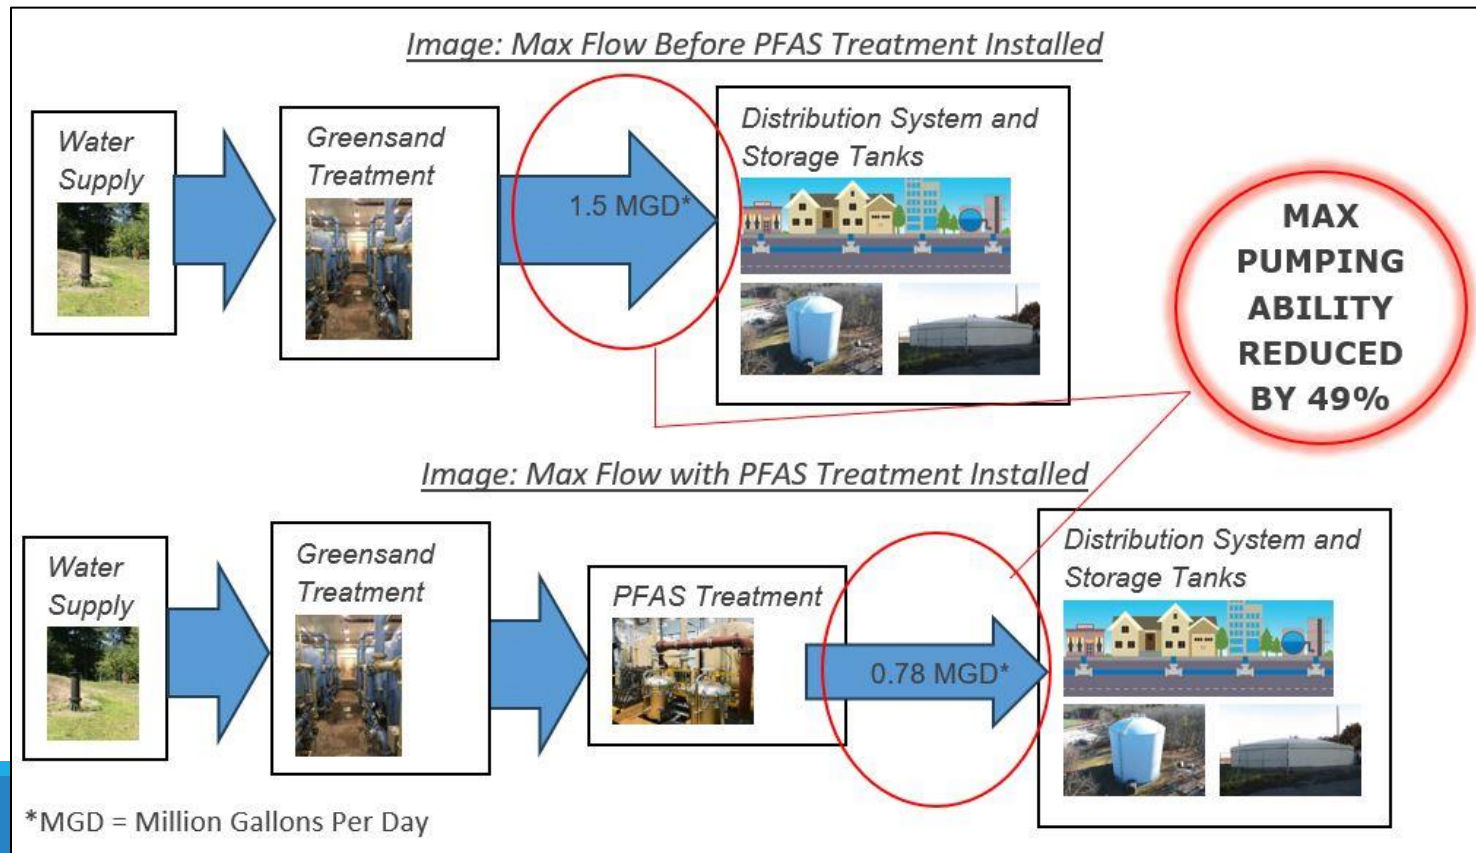 Image: Max Flow Before PFAS Treatment Installed
Water
Supply
Greensand
Treatment
1.5 MGD*
Distribution System and
Storage Tanks
MAX
PUMPING
ABILITY
REDUCED
BY 49%
Image: Max Flow with PFAS Treatment Installed
Water
Supply
Greensand
Treatment
PFAS Treatment
0.78 MGD*
Distribution System and
Storage Tanks
*MGD = Million Gallons Per Day